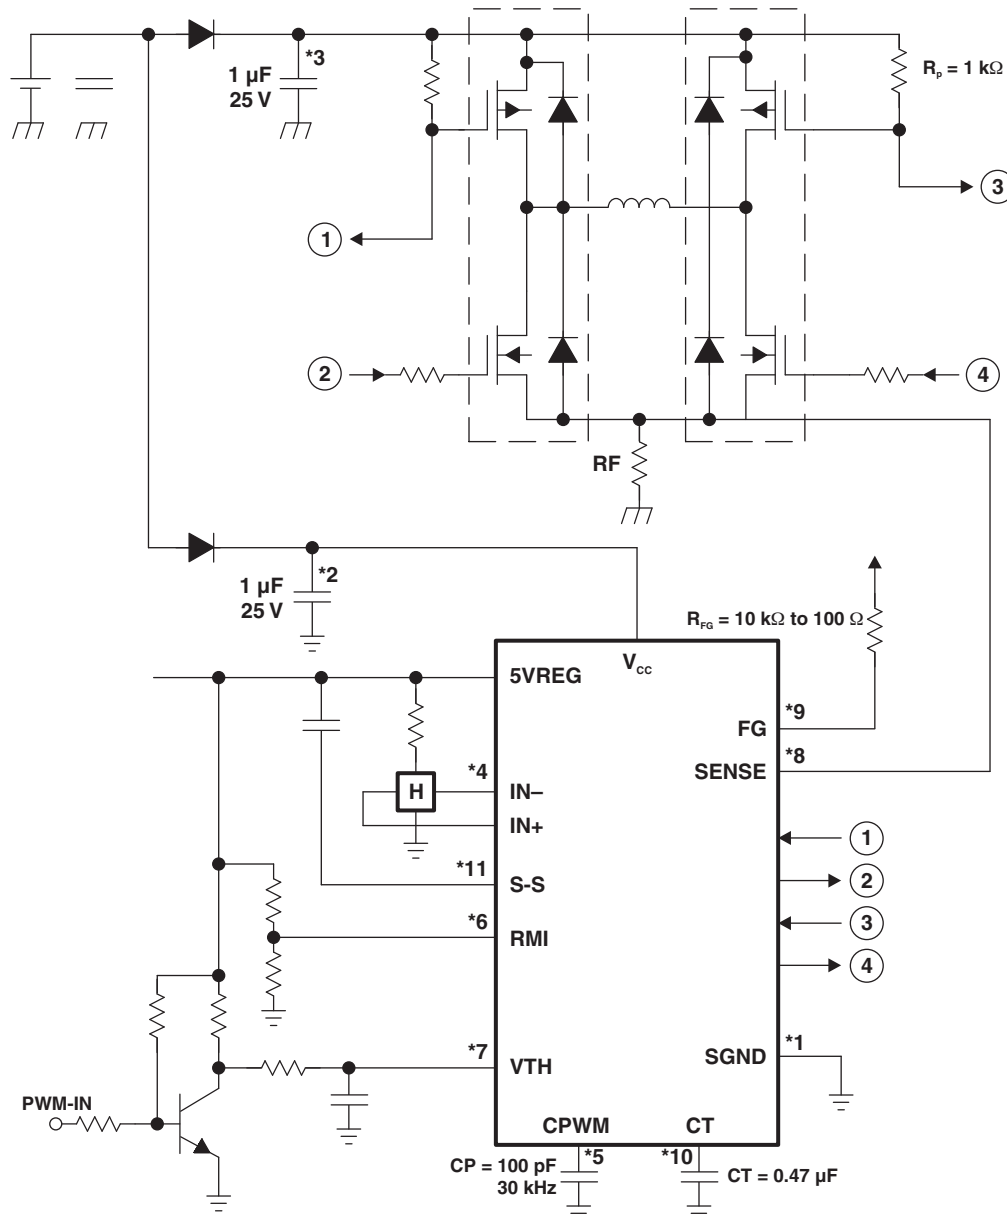 *3
1 µF
25 V
Rp = 1 kΩ
3
1
2
4
RF
*2
1 µF
25 V
RFG = 10 kΩ to 100 Ω
VCC
5VREG
*9
FG
*8
SENSE
*4
H
IN–
IN+
1
*11
S-S
2
*6
RMI
3
4
*7
VTH
*1
SGND
PWM-IN
CPWM
CT
*5
*10
CP = 100 pF
30 kHz
CT = 0.47 µF